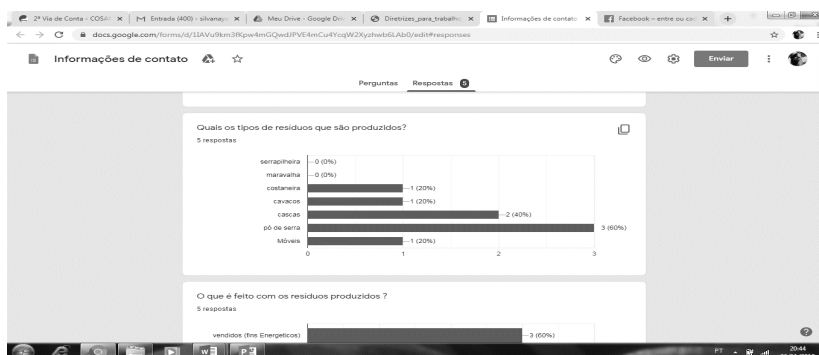 2ª Via de Conta - COSA
Entrada (400) - silvanaya
Meu Drive - Google Driv
Diretrizes_para_trabalho
Informações de contato
Facebook – entre ou cad
docs.google.com/forms/d/
/edit#responses
Informações de contato
Enviar
Perguntas Respostas 5
Quais os tipos de resíduos que são produzidos?
5 respostas
serrapilheira 0 (0%)
maravalha 0 (0%)
costaneira 1 (20%)
cavacos 1 (20%)
cascas 2 (40%)
pó de serra 3 (60%)
Móveis 1 (20%)
0 1 2 3
O que é feito com os resíduos produzidos ?
5 respostas
vendidos (fins Energeticos) 3 (60%)
PT 20:44